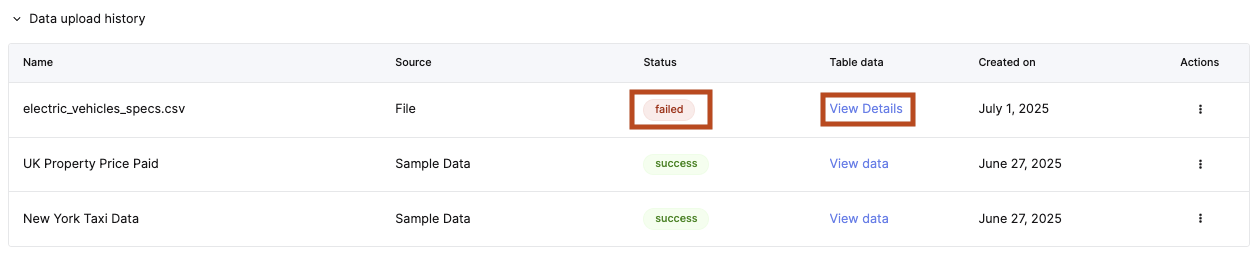 Data upload history
Name Source Status Table data Created on Actions
electric_vehicles_specs.csv File failed View Details July 1, 2025
UK Property Price Paid Sample Data success View data June 27, 2025
New York Taxi Data Sample Data success View data June 27, 2025